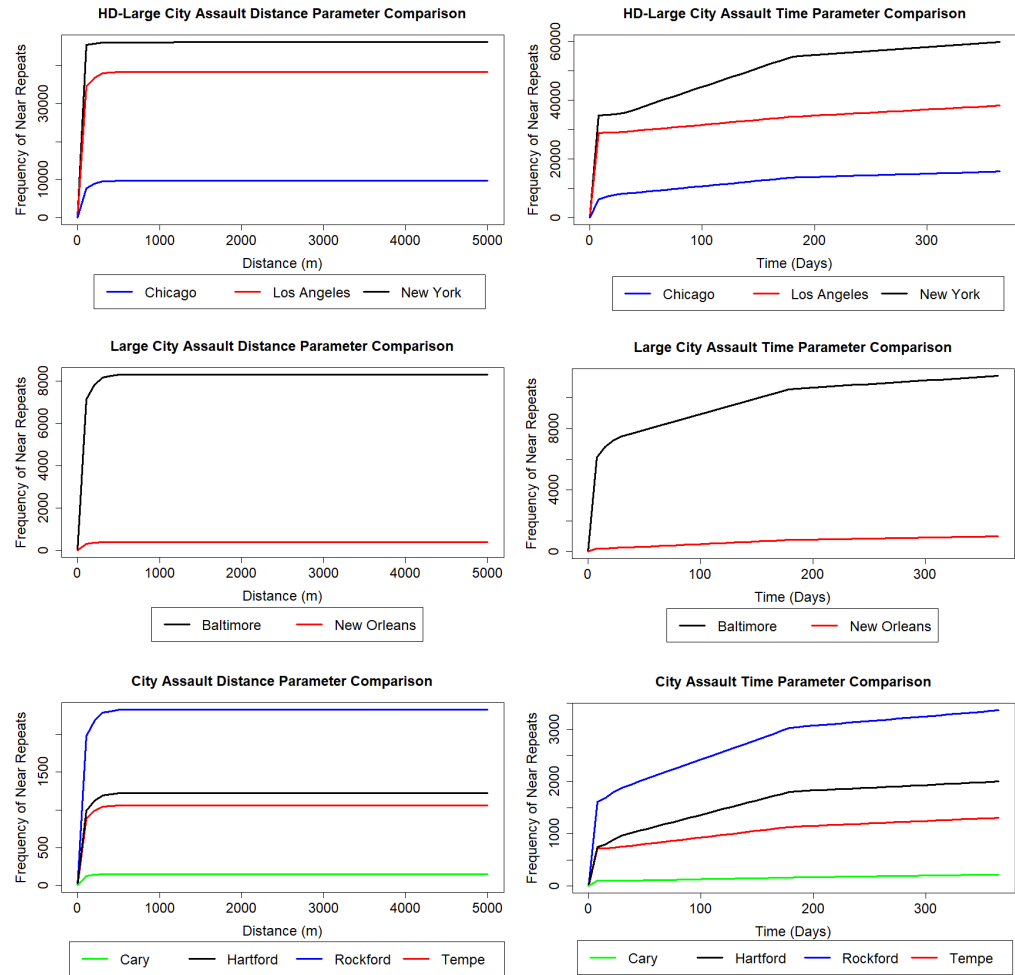 HD-Large City Assault Distance Parameter Comparison
Frequency of Near Repeats
0 10000 30000
0 1000 2000 3000 4000 5000
Distance (m)
Chicago Los Angeles New York
HD-Large City Assault Time Parameter Comparison
Frequency of Near Repeats
0 20000 40000 60000
0 100 200 300
Time (Days)
Chicago Los Angeles New York
Large City Assault Distance Parameter Comparison
Frequency of Near Repeats
0 2000 4000 6000 8000
0 1000 2000 3000 4000 5000
Distance (m)
Baltimore New Orleans
Large City Assault Time Parameter Comparison
Frequency of Near Repeats
0 4000 8000
0 100 200 300
Time (Days)
Baltimore New Orleans
City Assault Distance Parameter Comparison
Frequency of Near Repeats
0 500 1500
0 1000 2000 3000 4000 5000
Distance (m)
Cary Hartford Rockford Tempe
City Assault Time Parameter Comparison
Frequency of Near Repeats
0 1000 2000 3000
0 100 200 300
Time (Days)
Cary Hartford Rockford Tempe